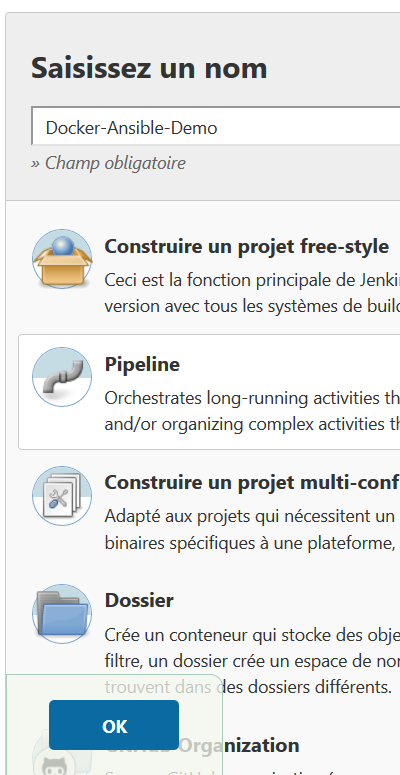 Saisissez un nom
Docker-Ansible-Demo
» Champ obligatoire
Construire un projet free-style
Ceci est la fonction principale de Jenki
version avec tous les systèmes de build
Pipeline
Orchestrates long-running activities th
and/or organizing complex activities th
Construire un projet multi-conf
Adapté aux projets qui nécessitent un
binaires spécifiques à une plateforme,
Dossier
Crée un conteneur qui stocke des obje
filtre, un dossier crée un espace de nor
trouvent dans des dossiers différents.
OK
GitHub Organization